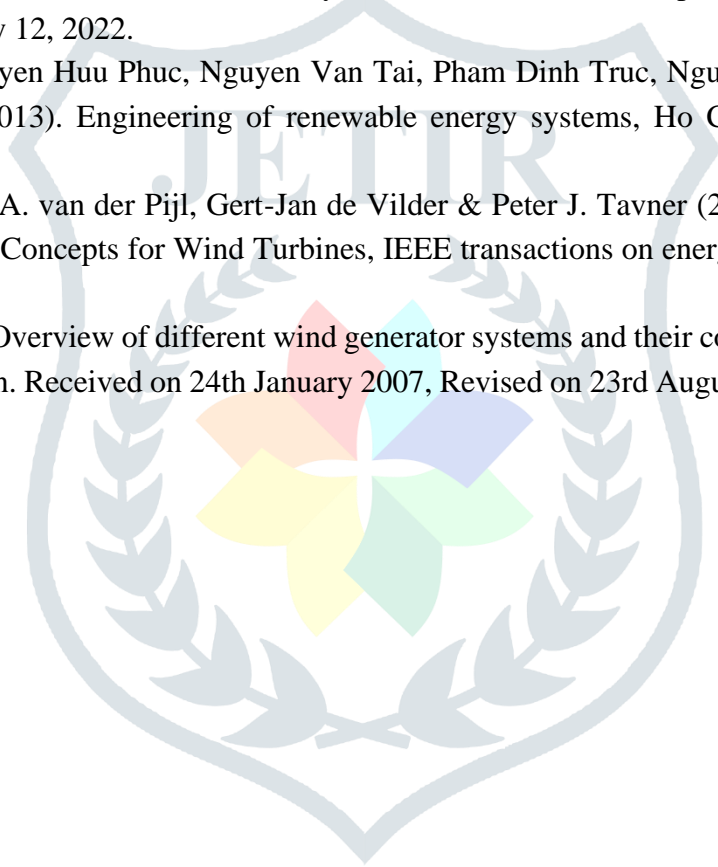 12, 2022.
yen Huu Phuc, Nguyen Van Tai, Pham Dinh Truc, Ngu
013). Engineering of renewable energy systems, Ho C
JETIR
A. van der Pijl, Gert-Jan de Vilder & Peter J. Tavner (2
Concepts for Wind Turbines, IEEE transactions on energ
Overview of different wind generator systems and their co
n. Received on 24th January 2007, Revised on 23rd Augu